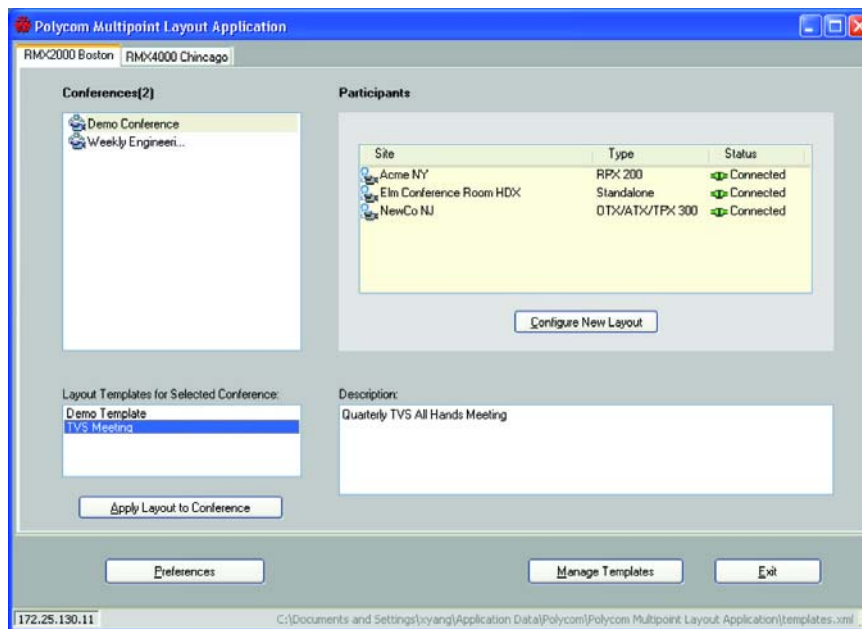 Polycom Multipoint Layout Application
RMX2000 Boston RMX4000 Chincago
Conferences(2)
Participants
Demo Conference
Weekly Engineeri...
Site Type Status
Acme NY RPX 200 Connected
Elm Conference Room HDX Standalone Connected
NewCo NJ OTX/ATX/TPX 300 Connected
Configure New Layout
Layout Templates for Selected Conference:
Demo Template
TVS Meeting
Description:
Quarterly TVS All Hands Meeting
Apply Layout to Conference
Preferences
Manage Templates
Exit
172.25.130.11
C:\Documents and Settings\xyang\Application Data\Polycom\Polycom Multipoint Layout Application\templates.xml